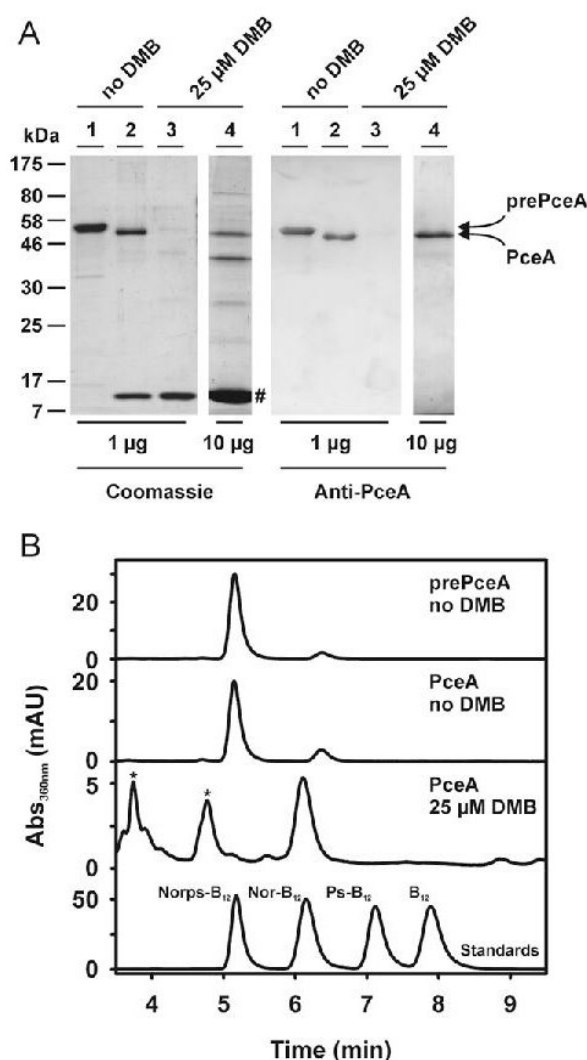 A
no DMB 25 µM DMB no DMB 25 µM DMB
kDa 1 2 3 4 1 2 3 4
175
80
58
46
30
25
17
7
prePceA
PceA
#
1 µg 10 µg 1 µg 10 µg
Coomassie Anti-PceA
B
Abs360nm (mAU)
20
0
prePceA
no DMB
20
0
PceA
no DMB
5
0
* *
PceA
25 µM DMB
50
0
Norps-B12 Nor-B12 Ps-B12 B12
Standards
4 5 6 7 8 9
Time (min)